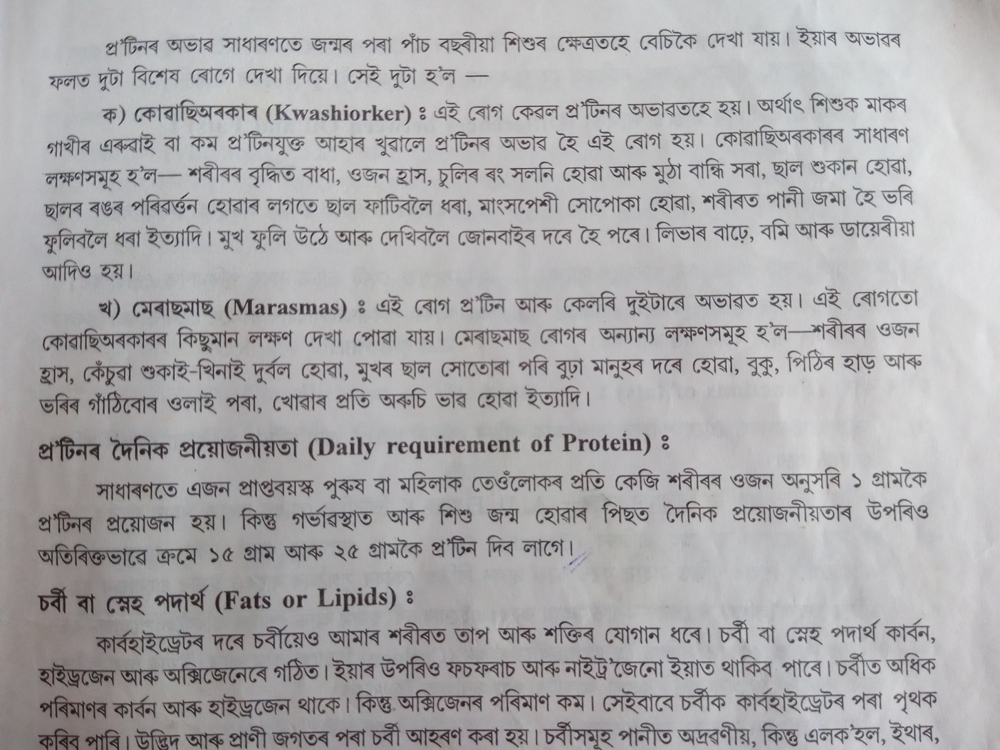 প্ৰ'টিনৰ অভাৱ সাধাৰণতে জন্মৰ পৰা পাঁচ বছৰীয়া শিশুৰ ক্ষেত্ৰতহে বেচিকৈ দেখা যায়। ইয়াৰ অভাৱৰ
ফলত দুটা বিশেষ ৰোগে দেখা দিয়ে। সেই দুটা হ'ল —
ক) কোৱাছিঅৰকাৰ (Kwashiorker) : এই ৰোগ কেৱল প্ৰ'টিনৰ অভাৱতহে হয়। অৰ্থাৎ শিশুক মাকৰ
গাখীৰ এৰুৱাই বা কম প্ৰ'টিনযুক্ত আহাৰ খুৱালে প্ৰ'টিনৰ অভাৱ হৈ এই ৰোগ হয়। কোৱাছিঅৰকাৰৰ সাধাৰণ
লক্ষণসমূহ হ'ল— শৰীৰৰ বৃদ্ধিত বাধা, ওজন হ্ৰাস, চুলিৰ ৰং সলনি হোৱা আৰু মুঠা বান্ধি সৰা, ছাল শুকান হোৱা,
ছালৰ ৰঙৰ পৰিৱৰ্ত্তন হোৱাৰ লগতে ছাল ফাটিবলৈ ধৰা, মাংসপেশী সোপোকা হোৱা, শৰীৰত পানী জমা হৈ ভৰি
ফুলিবলৈ ধৰা ইত্যাদি। মুখ ফুলি উঠে আৰু দেখিবলৈ জোনবাইৰ দৰে হৈ পৰে। লিভাৰ বাঢ়ে, বমি আৰু ডায়েৰীয়া
আদিও হয়।
খ) মেৰাছমাছ (Marasmas) : এই ৰোগ প্ৰ'টিন আৰু কেলৰি দুইটাৰে অভাৱত হয়। এই ৰোগতো
কোৱাছিঅৰকাৰৰ কিছুমান লক্ষণ দেখা পোৱা যায়। মেৰাছমাছ ৰোগৰ অন্যান্য লক্ষণসমূহ হ'ল—শৰীৰৰ ওজন
হ্ৰাস, কেঁচুৱা শুকাই-খিনাই দুৰ্বল হোৱা, মুখৰ ছাল সোতোৰা পৰি বুঢ়া মানুহৰ দৰে হোৱা, বুকু, পিঠিৰ হাড় আৰু
ভৰিৰ গাঁঠিবোৰ ওলাই পৰা, খোৱাৰ প্ৰতি অৰুচি ভাৱ হোৱা ইত্যাদি।
প্ৰ'টিনৰ দৈনিক প্ৰয়োজনীয়তা (Daily requirement of Protein) :
সাধাৰণতে এজন প্ৰাপ্তবয়স্ক পুৰুষ বা মহিলাক তেওঁলোকৰ প্ৰতি কেজি শৰীৰৰ ওজন অনুসৰি ১ গ্ৰামকৈ
প্ৰ'টিনৰ প্ৰয়োজন হয়। কিন্তু গৰ্ভাৱস্থাত আৰু শিশু জন্ম হোৱাৰ পিছত দৈনিক প্ৰয়োজনীয়তাৰ উপৰিও
অতিৰিক্তভাৱে ক্ৰমে ১৫ গ্ৰাম আৰু ২৫ গ্ৰামকৈ প্ৰ'টিন দিব লাগে।
চৰ্বী বা স্নেহ পদাৰ্থ (Fats or Lipids) :
কাৰ্বহাইড্ৰেটৰ দৰে চৰ্বীয়েও আমাৰ শৰীৰত তাপ আৰু শক্তিৰ যোগান ধৰে। চৰ্বী বা স্নেহ পদাৰ্থ কাৰ্বন,
হাইড্ৰজেন আৰু অক্সিজেনেৰে গঠিত। ইয়াৰ উপৰিও ফচফৰাচ আৰু নাইট্ৰ'জেনো ইয়াত থাকিব পাৰে। চৰ্বীত অধিক
পৰিমাণৰ কাৰ্বন আৰু হাইড্ৰজেন থাকে। কিন্তু অক্সিজেনৰ পৰিমাণ কম। সেইবাবে চৰ্বীক কাৰ্বহাইড্ৰেটৰ পৰা পৃথক
কৰিব পাৰি। উদ্ভিদ আৰু প্ৰাণী জগতৰ পৰা চৰ্বী আহৰণ কৰা হয়। চৰ্বীসমূহ পানীত অদ্ৰৱণীয়, কিন্তু এলক'হল, ইথাৰ,